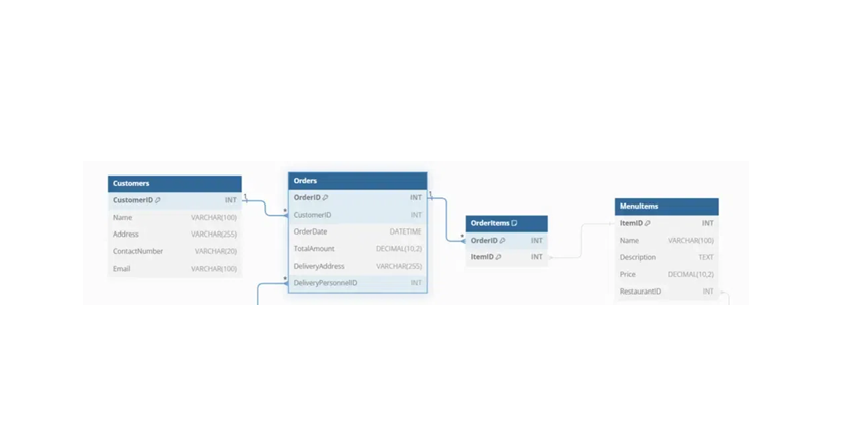 Customers
CustomerID INT
Name VARCHAR(100)
Address VARCHAR(255)
ContactNumber VARCHAR(20)
Email VARCHAR(100)
Orders
OrderID INT
CustomerID INT
OrderDate DATETIME
TotalAmount DECIMAL(10,2)
DeliveryAddress VARCHAR(255)
DeliveryPersonnelID INT
OrderItems
OrderID INT
ItemID INT
MenuItems
ItemID INT
Name VARCHAR(100)
Description TEXT
Price DECIMAL(10,2)
RestaurantID INT
1
*
*
1
*